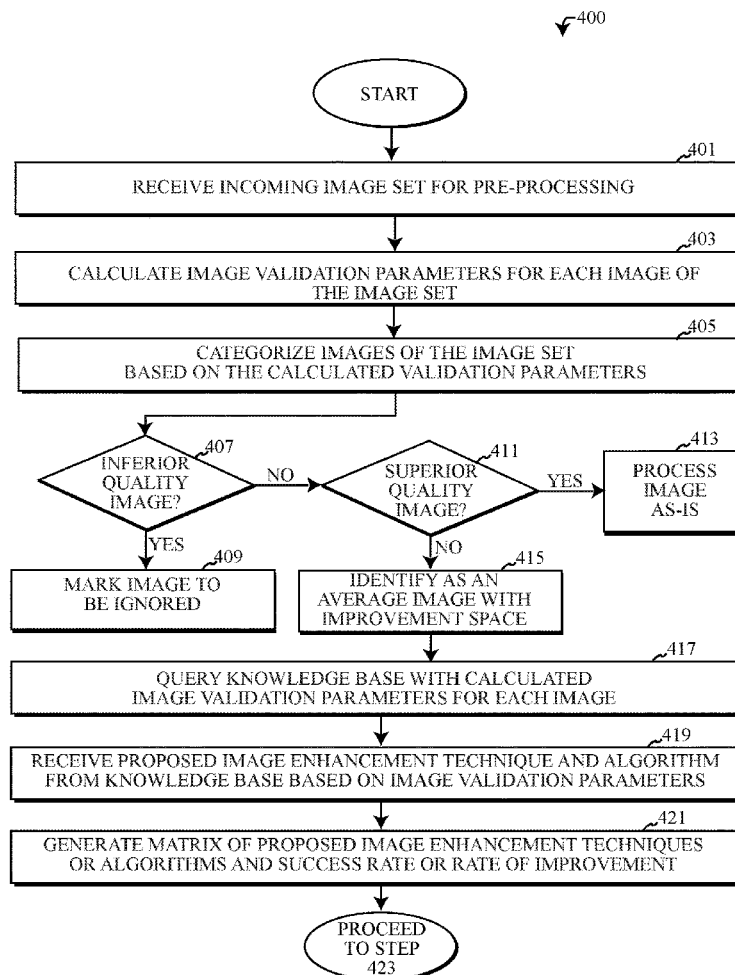 400
START
401
RECEIVE INCOMING IMAGE SET FOR PRE-PROCESSING
403
CALCULATE IMAGE VALIDATION PARAMETERS FOR EACH IMAGE OF
THE IMAGE SET
405
CATEGORIZE IMAGES OF THE IMAGE SET
BASED ON THE CALCULATED VALIDATION PARAMETERS
407
INFERIOR
QUALITY
IMAGE?
NO
411
SUPERIOR
QUALITY
IMAGE?
YES
413
PROCESS
IMAGE
AS-IS
YES
409
MARK IMAGE TO
BE IGNORED
NO
415
IDENTIFY AS AN
AVERAGE IMAGE WITH
IMPROVEMENT SPACE
417
QUERY KNOWLEDGE BASE WITH CALCULATED
IMAGE VALIDATION PARAMETERS FOR EACH IMAGE
419
RECEIVE PROPOSED IMAGE ENHANCEMENT TECHNIQUE AND ALGORITHM
FROM KNOWLEDGE BASE BASED ON IMAGE VALIDATION PARAMETERS
421
GENERATE MATRIX OF PROPOSED IMAGE ENHANCEMENT TECHNIQUES
OR ALGORITHMS AND SUCCESS RATE OR RATE OF IMPROVEMENT
PROCEED
TO STEP
423